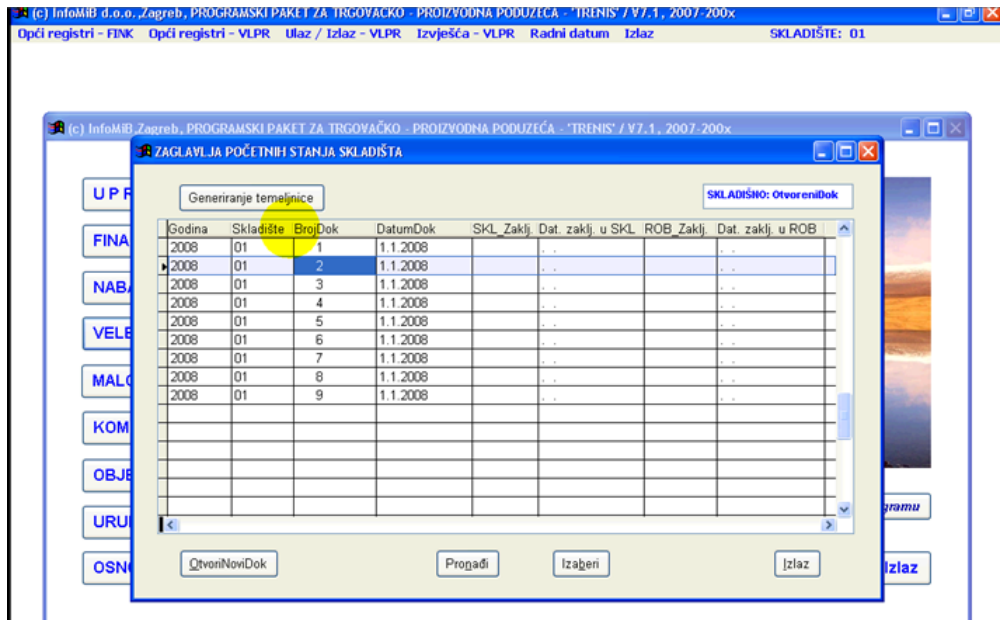 (c) InfoMiB d.o.o. ,Zagreb, PROGRAMSKI PAKET ZA TRGOVAČKO - PROIZVODNA PODUZEĆA - 'TRENIS' / V7.1, 2007-200x
Opći registri - FINK Opći registri - VLPR Ulaz / Izlaz - VLPR Izvješća - VLPR Radni datum Izlaz SKLADIŠTE: 01
(c) InfoMiB,Zagreb, PROGRAMSKI PAKET ZA TRGOVAČKO - PROIZVODNA PODUZEĆA - 'TRENIS' / V7.1, 2007-200x
ZAGLAVLJA POČETNIH STANJA SKLADIŠTA
Generiranje temeljnice SKLADIŠNO: OtvoreniDok
Godina Skladište BrojDok DatumDok SKL_Zaklj. Dat. zaklj. u SKL ROB_Zaklj. Dat. zaklj. u ROB
2008 01 1 1.1.2008 . . . .
2008 01 2 1.1.2008 . . . .
2008 01 3 1.1.2008 . . . .
2008 01 4 1.1.2008 . . . .
2008 01 5 1.1.2008 . . . .
2008 01 6 1.1.2008 . . . .
2008 01 7 1.1.2008 . . . .
2008 01 8 1.1.2008 . . . .
2008 01 9 1.1.2008 . . . .
OtvoriNoviDok Pronađi Izaberi Izlaz
U P R
FINA
NABA
VELE
MALO
KOM
OBJE
URU
OSNO
gramu
Izlaz